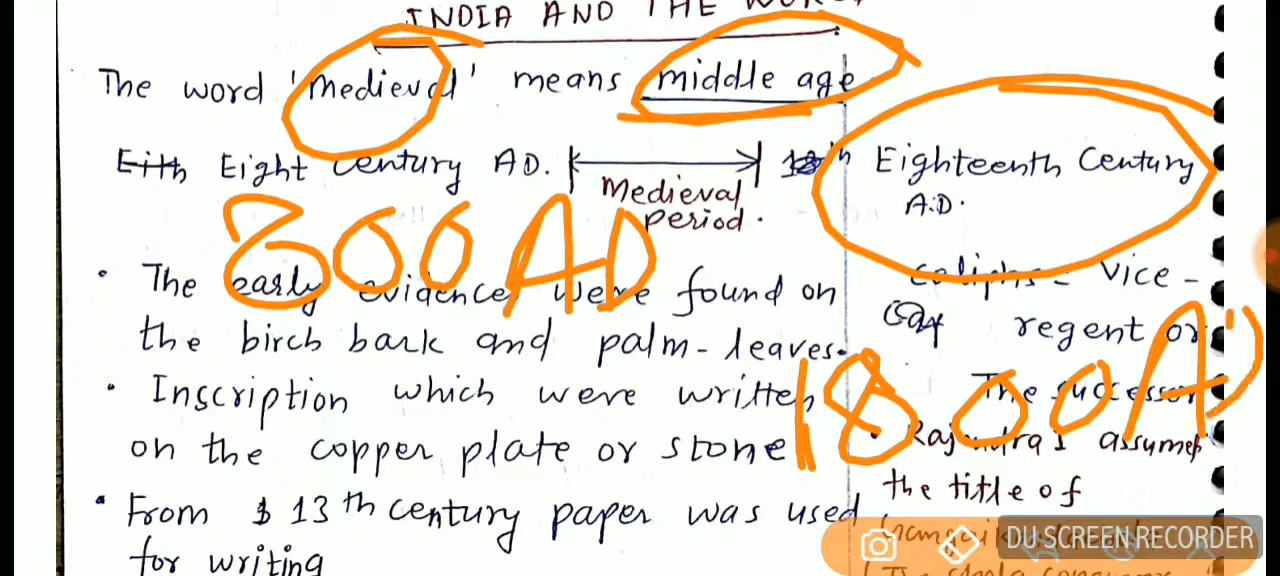 INDIA AND THE
The word 'medieval' means middle age
Eith Eight century AD. Eighteenth Century A.D.
Medieval period.
800 AD
• The early evidence were found on
the birch bark and palm-leaves.
• Inscription which were written
on the copper plate or stone
• From 13th century paper was used
for writing
caliphs - vice-
regent or
The successor
1800 AD
• Rajendra I assumes
the title of
DU SCREEN RECORDER